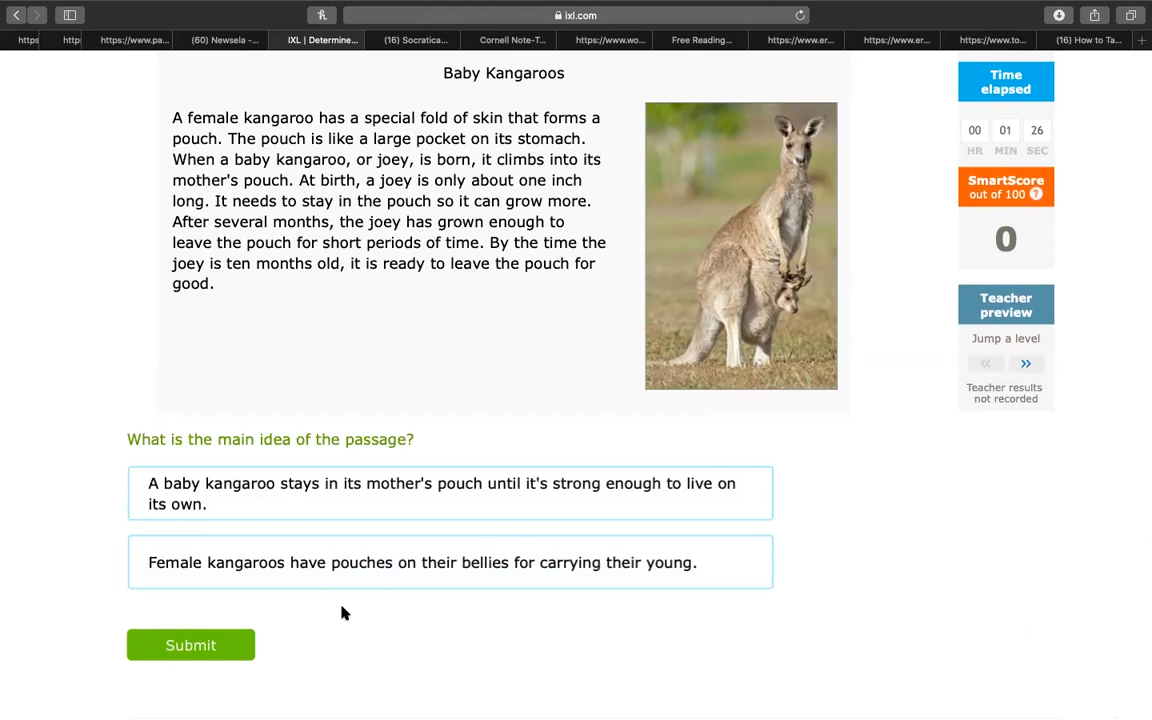 ixl.com
https
http
https://www.pa...
(60) Newsela -...
IXL | Determine...
(16) Socratica...
Cornell Note-T...
https://www.wo...
Free Reading...
https://www.er...
https://www.er...
https://www.to...
(16) How to Ta...
Baby Kangaroos
A female kangaroo has a special fold of skin that forms a
pouch. The pouch is like a large pocket on its stomach.
When a baby kangaroo, or joey, is born, it climbs into its
mother's pouch. At birth, a joey is only about one inch
long. It needs to stay in the pouch so it can grow more.
After several months, the joey has grown enough to
leave the pouch for short periods of time. By the time the
joey is ten months old, it is ready to leave the pouch for
good.
Time
elapsed
00 01 26
HR MIN SEC
SmartScore
out of 100 ?
0
Teacher
preview
Jump a level
Teacher results
not recorded
What is the main idea of the passage?
A baby kangaroo stays in its mother's pouch until it's strong enough to live on
its own.
Female kangaroos have pouches on their bellies for carrying their young.
Submit